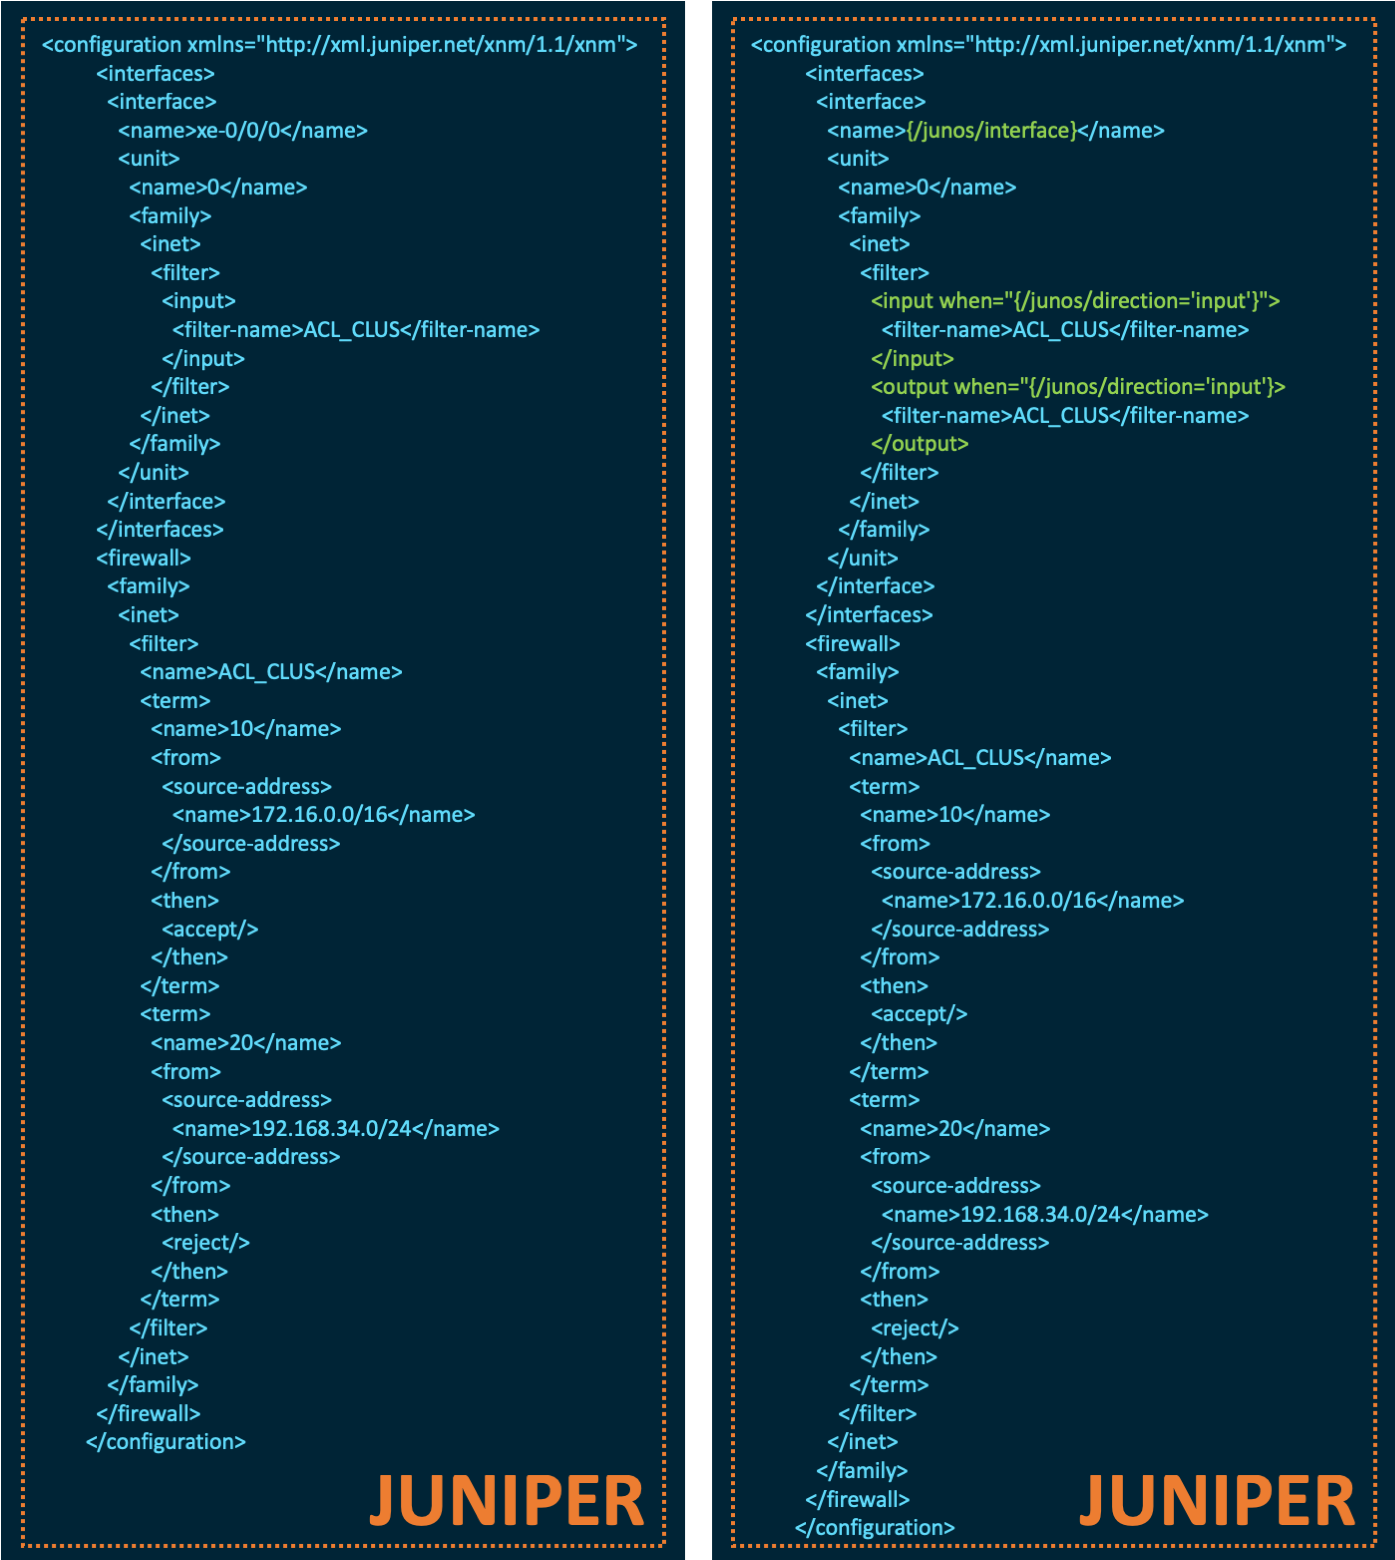 <configuration xmlns="http://xml.juniper.net/xnm/1.1/xnm">
<interfaces>
<interface>
<name>xe-0/0/0</name>
<unit>
<name>0</name>
<family>
<inet>
<filter>
<input>
<filter-name>ACL_CLUS</filter-name>
</input>
</filter>
</inet>
</family>
</unit>
</interface>
</interfaces>
<firewall>
<family>
<inet>
<filter>
<name>ACL_CLUS</name>
<term>
<name>10</name>
<from>
<source-address>
<name>172.16.0.0/16</name>
</source-address>
</from>
<then>
<accept/>
</then>
</term>
<term>
<name>20</name>
<from>
<source-address>
<name>192.168.34.0/24</name>
</source-address>
</from>
<then>
<reject/>
</then>
</term>
</filter>
</inet>
</family>
</firewall>
</configuration>
JUNIPER
<configuration xmlns="http://xml.juniper.net/xnm/1.1/xnm">
<interfaces>
<interface>
<name>{/junos/interface}</name>
<unit>
<name>0</name>
<family>
<inet>
<filter>
<input when="{/junos/direction='input'}">
<filter-name>ACL_CLUS</filter-name>
</input>
<output when="{/junos/direction='input'}>
<filter-name>ACL_CLUS</filter-name>
</output>
</filter>
</inet>
</family>
</unit>
</interface>
</interfaces>
<firewall>
<family>
<inet>
<filter>
<name>ACL_CLUS</name>
<term>
<name>10</name>
<from>
<source-address>
<name>172.16.0.0/16</name>
</source-address>
</from>
<then>
<accept/>
</then>
</term>
<term>
<name>20</name>
<from>
<source-address>
<name>192.168.34.0/24</name>
</source-address>
</from>
<then>
<reject/>
</then>
</term>
</filter>
</inet>
</family>
</firewall>
</configuration>
JUNIPER